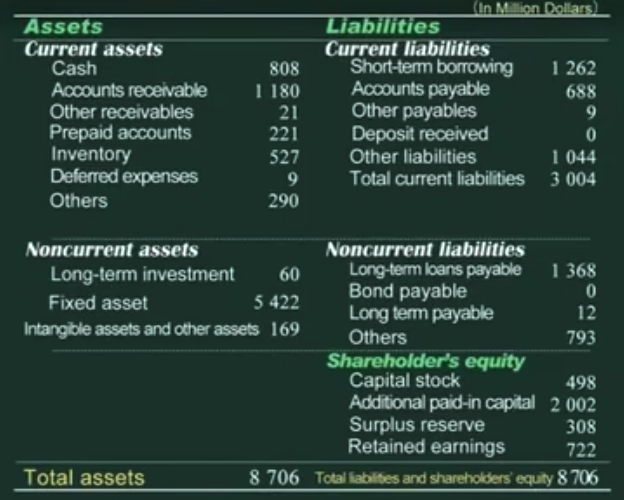 (In Million Dollars)
Assets
Current assets
Cash 808
Accounts receivable 1 180
Other receivables 21
Prepaid accounts 221
Inventory 527
Deferred expenses 9
Others 290
Noncurrent assets
Long-term investment 60
Fixed asset 5 422
Intangible assets and other assets 169
Total assets 8 706
Liabilities
Current liabilities
Short-term borrowing 1 262
Accounts payable 688
Other payables 9
Deposit received 0
Other liabilities 1 044
Total current liabilities 3 004
Noncurrent liabilities
Long-term loans payable 1 368
Bond payable 0
Long term payable 12
Others 793
Shareholder's equity
Capital stock 498
Additional paid-in capital 2 002
Surplus reserve 308
Retained earnings 722
Total liabilities and shareholders' equity 8 706